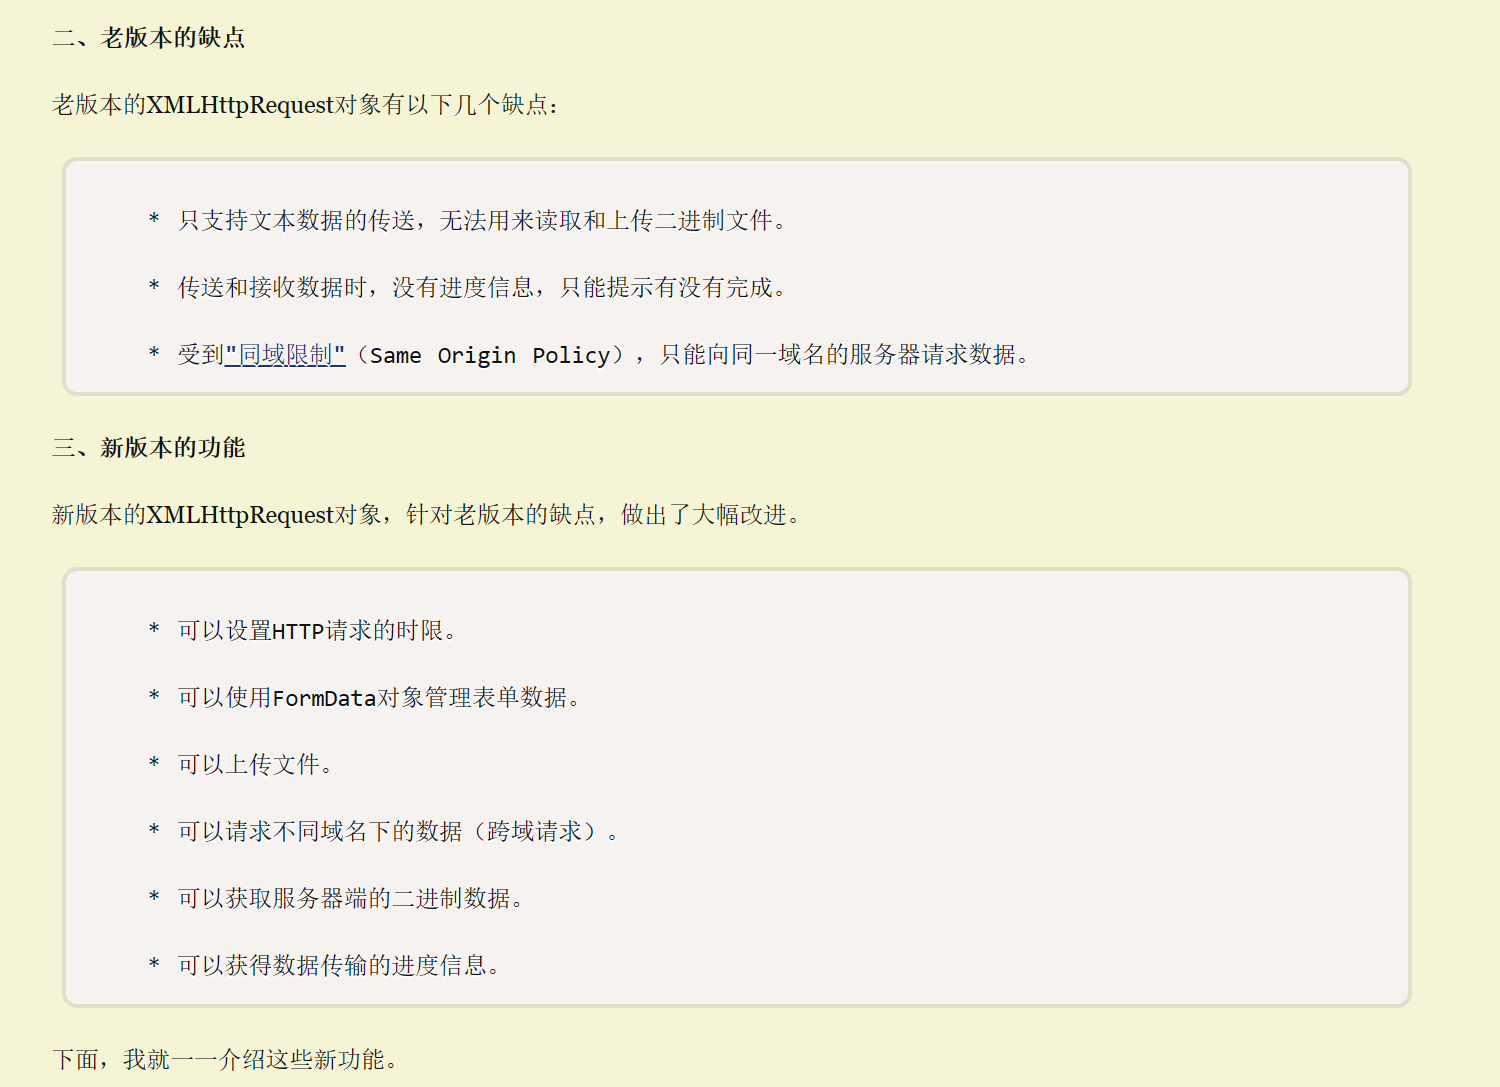 二、老版本的缺点
老版本的XMLHttpRequest对象有以下几个缺点：
* 只支持文本数据的传送，无法用来读取和上传二进制文件。
* 传送和接收数据时，没有进度信息，只能提示有没有完成。
* 受到"同域限制"（Same Origin Policy），只能向同一域名的服务器请求数据。
三、新版本的功能
新版本的XMLHttpRequest对象，针对老版本的缺点，做出了大幅改进。
* 可以设置HTTP请求的时限。
* 可以使用FormData对象管理表单数据。
* 可以上传文件。
* 可以请求不同域名下的数据（跨域请求）。
* 可以获取服务器端的二进制数据。
* 可以获得数据传输的进度信息。
下面，我就一一介绍这些新功能。